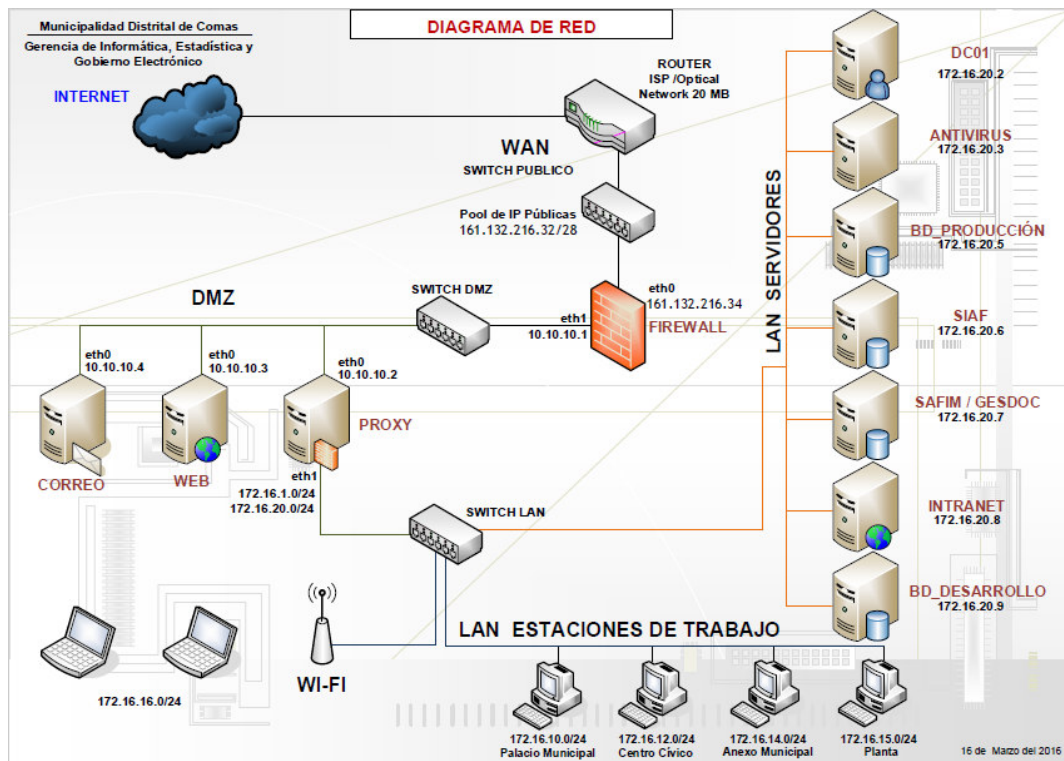 Municipalidad Distrital de Comas
Gerencia de Informática, Estadística y
Gobierno Electrónico
DIAGRAMA DE RED
INTERNET
ROUTER
ISP /Optical
Network 20 MB
WAN
SWITCH PUBLICO
Pool de IP Públicas
161.132.216.32/28
SWITCH DMZ
DMZ
eth0
161.132.216.34
eth1
10.10.10.1
FIREWALL
eth0
10.10.10.4
eth0
10.10.10.3
eth0
10.10.10.2
CORREO
WEB
PROXY
eth1
172.16.1.0/24
172.16.20.0/24
SWITCH LAN
LAN SERVIDORES
DC01
172.16.20.2
ANTIVIRUS
172.16.20.3
BD_PRODUCCIÓN
172.16.20.5
SIAF
172.16.20.6
SAFIM / GESDOC
172.16.20.7
INTRANET
172.16.20.8
BD_DESARROLLO
172.16.20.9
LAN ESTACIONES DE TRABAJO
WI-FI
172.16.16.0/24
172.16.10.0/24
Palacio Municipal
172.16.12.0/24
Centro Cívico
172.16.14.0/24
Anexo Municipal
172.16.15.0/24
Planta
16 de Marzo del 2016